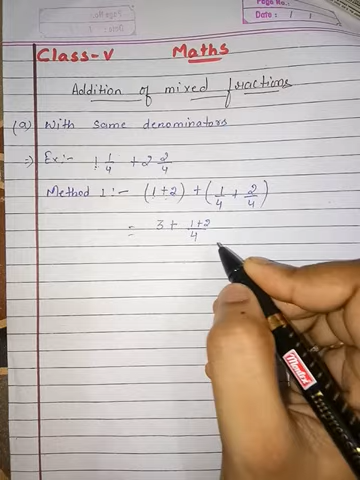 Page No.:
Date: / /
Class-V Maths
Addition of mixed fractions
(a) With same denominators
⇒ Ex:- 1 1/4 + 2 2/4
Method 1:- (1+2) + (1/4 + 2/4)
= 3 + 1+2/4